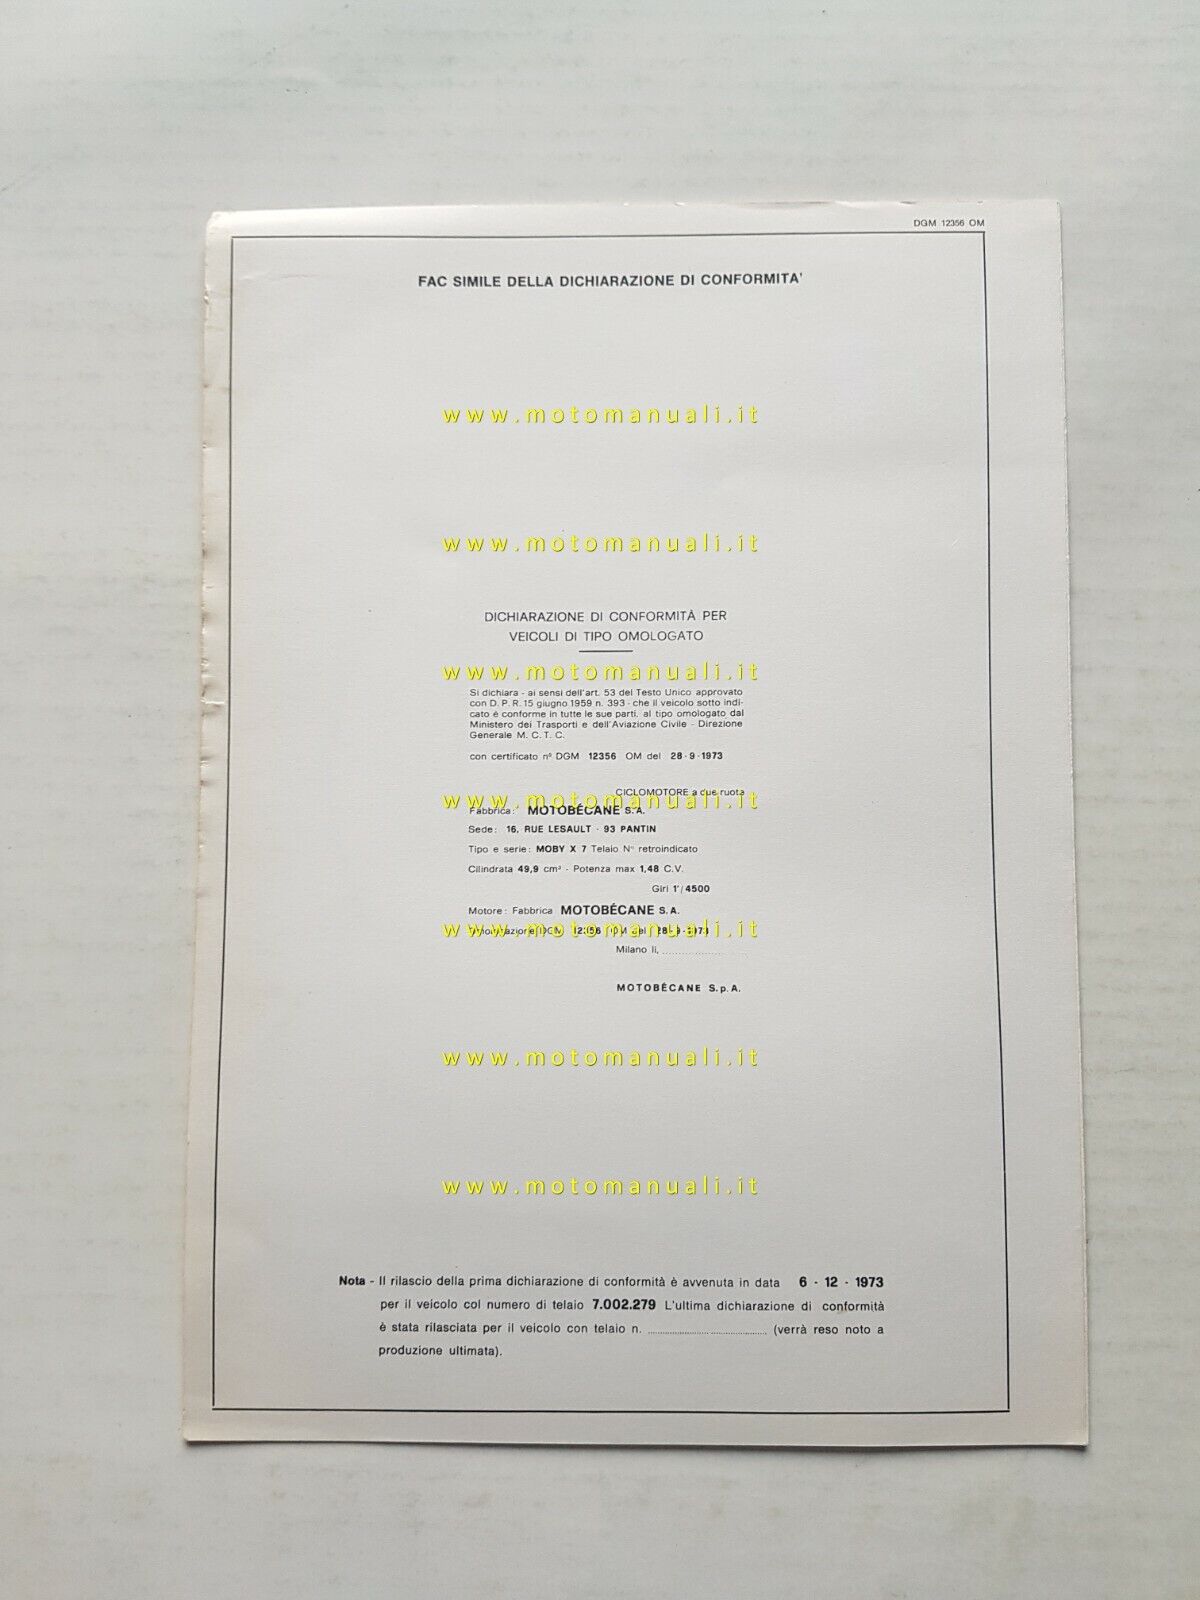 DGM 12356 OM
FAC SIMILE DELLA DICHIARAZIONE DI CONFORMITA'
www.motomanuali.it
www.motomanuali.it
DICHIARAZIONE DI CONFORMITÀ PER
VEICOLI DI TIPO OMOLOGATO
www.motomanuali.it
Si dichiara - ai sensi dell'art. 53 del Testo Unico approvato
con D. P. R. 15 giugno 1959 n. 393 - che il veicolo sotto indi-
cato è conforme in tutte le sue parti, al tipo omologato dal
Ministero dei Trasporti e dell'Aviazione Civile - Direzione
Generale M. C. T. C.
con certificato n° DGM 12356 OM del 28 - 9 - 1973
CICLOMOTORE a due ruote
www.motomanuali.it
Fabbrica: MOTOBÉCANE S.A.
Sede: 16, RUE LESAULT - 93 PANTIN
Tipo e serie: MOBY X 7 Telaio N° retroindicato
Cilindrata 49,9 cm³ - Potenza max 1,48 C.V.
Giri 1'/4500
Motore: Fabbrica MOTOBÉCANE S.A.
www.motomanuali.it
DGM 12356 OM del 28-9-1973
Milano li, ....................
MOTOBÉCANE S.p.A.
www.motomanuali.it
www.motomanuali.it
Nota - Il rilascio della prima dichiarazione di conformità è avvenuta in data 6 - 12 - 1973
per il veicolo col numero di telaio 7.002.279 L'ultima dichiarazione di conformità
è stata rilasciata per il veicolo con telaio n. .................... (verrà reso noto a
produzione ultimata).